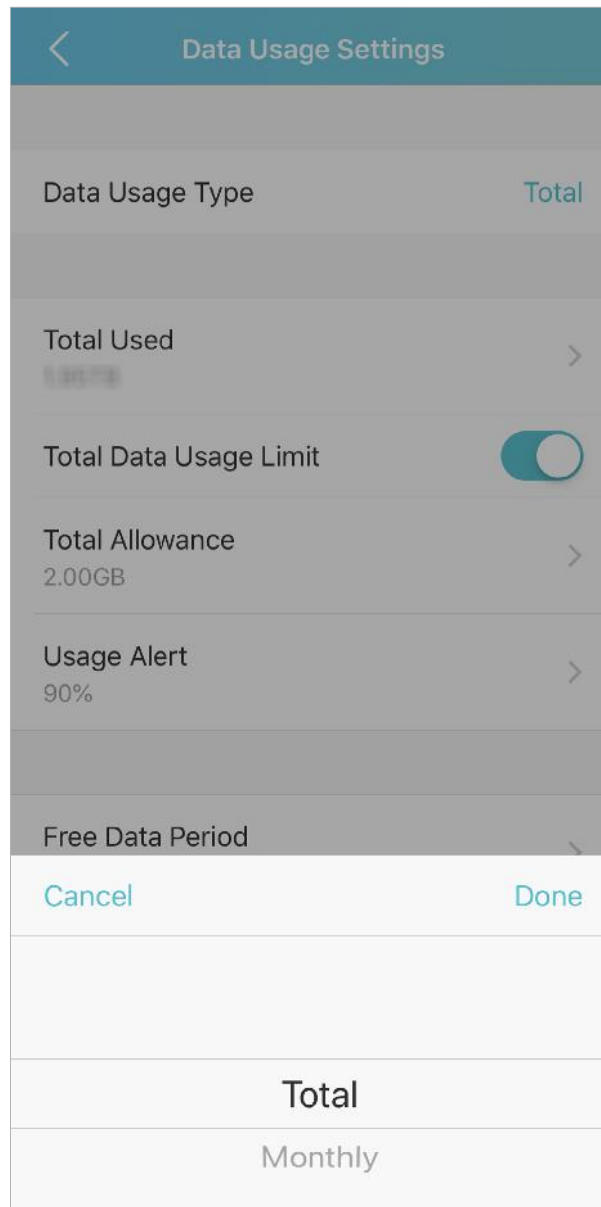 Data Usage Settings
Data Usage Type
Total
Total Used
Total Data Usage Limit
Total Allowance
2.00GB
Usage Alert
90%
Free Data Period
Cancel
Done
Total
Monthly